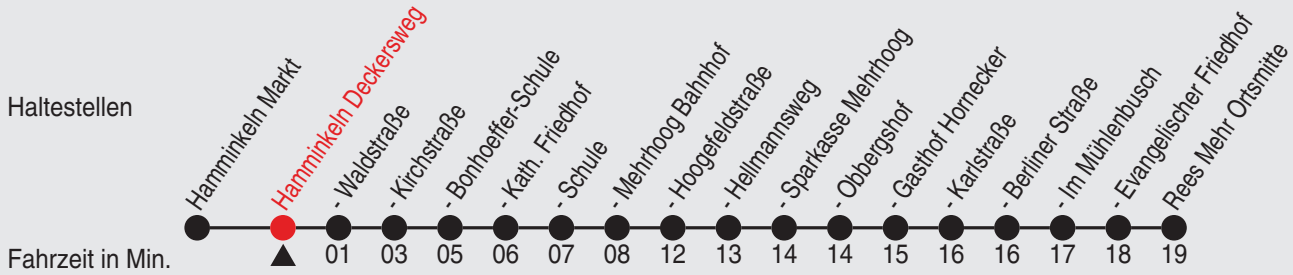 Haltestellen
Hamminkeln Markt
Hamminkeln Deckersweg
- Waldstraße
- Kirchstraße
- Bonhoeffer-Schule
- Kath. Friedhof
- Schule
- Mehrhoog Bahnhof
- Hoogefeldstraße
- Hellmannsweg
- Sparkasse Mehrhoog
- Obbergshof
- Gasthof Hornecker
- Karlstraße
- Berliner Straße
- Im Mühlenbusch
- Evangelischer Friedhof
Rees Mehr Ortsmitte
Fahrzeit in Min. 01 03 05 06 07 08 12 13 14 14 15 16 16 17 18 19